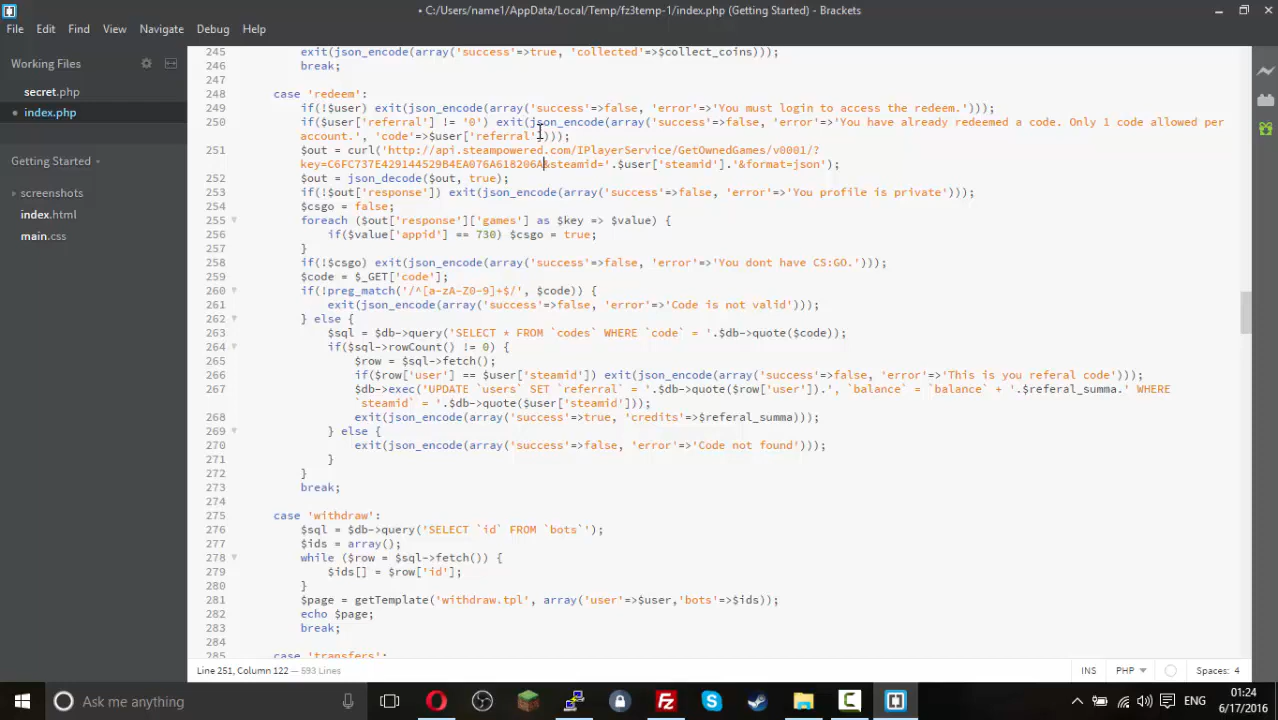 • C:/Users/name1/AppData/Local/Temp/fz3temp-1/index.php (Getting Started) - Brackets
File Edit Find View Navigate Debug Help
Working Files
secret.php
• index.php
Getting Started
screenshots
index.html
main.css
245 exit(json_encode(array('success'=>true, 'collected'=>$collect_coins)));
246 break;
247
248 case 'redeem':
249 if(!$user) exit(json_encode(array('success'=>false, 'error'=>'You must login to access the redeem.')));
250 if($user['referral'] != '0') exit(json_encode(array('success'=>false, 'error'=>'You have already redeemed a code. Only 1 code allowed per
account.', 'code'=>$user['referral'])));
251 $out = curl('http://api.steampowered.com/IPlayerService/GetOwnedGames/v0001/?
key=C6FC737E429144529B4EA076A618206A&steamid='.$user['steamid'].'&format=json');
252 $out = json_decode($out, true);
253 if(!$out['response']) exit(json_encode(array('success'=>false, 'error'=>'You profile is private')));
254 $csgo = false;
255 foreach ($out['response']['games'] as $key => $value) {
256 if($value['appid'] == 730) $csgo = true;
257 }
258 if(!$csgo) exit(json_encode(array('success'=>false, 'error'=>'You dont have CS:GO.')));
259 $code = $_GET['code'];
260 if(!preg_match('/^[a-zA-Z0-9]+$/', $code)) {
261 exit(json_encode(array('success'=>false, 'error'=>'Code is not valid')));
262 } else {
263 $sql = $db->query('SELECT * FROM `codes` WHERE `code` = '.$db->quote($code));
264 if($sql->rowCount() != 0) {
265 $row = $sql->fetch();
266 if($row['user'] == $user['steamid']) exit(json_encode(array('success'=>false, 'error'=>'This is you referal code')));
267 $db->exec('UPDATE `users` SET `referral` = '.$db->quote($row['user']).', `balance` = `balance` + '.$referal_summa.' WHERE
`steamid` = '.$db->quote($user['steamid']));
268 exit(json_encode(array('success'=>true, 'credits'=>$referal_summa)));
269 } else {
270 exit(json_encode(array('success'=>false, 'error'=>'Code not found')));
271 }
272 }
273 break;
274
275 case 'withdraw':
276 $sql = $db->query('SELECT `id` FROM `bots`');
277 $ids = array();
278 while ($row = $sql->fetch()) {
279 $ids[] = $row['id'];
280 }
281 $page = getTemplate('withdraw.tpl', array('user'=>$user,'bots'=>$ids));
282 echo $page;
283 break;
284
285 case 'transfers':
Line 251, Column 122 — 593 Lines INS PHP Spaces: 4
Ask me anything
ENG
01:24
6/17/2016